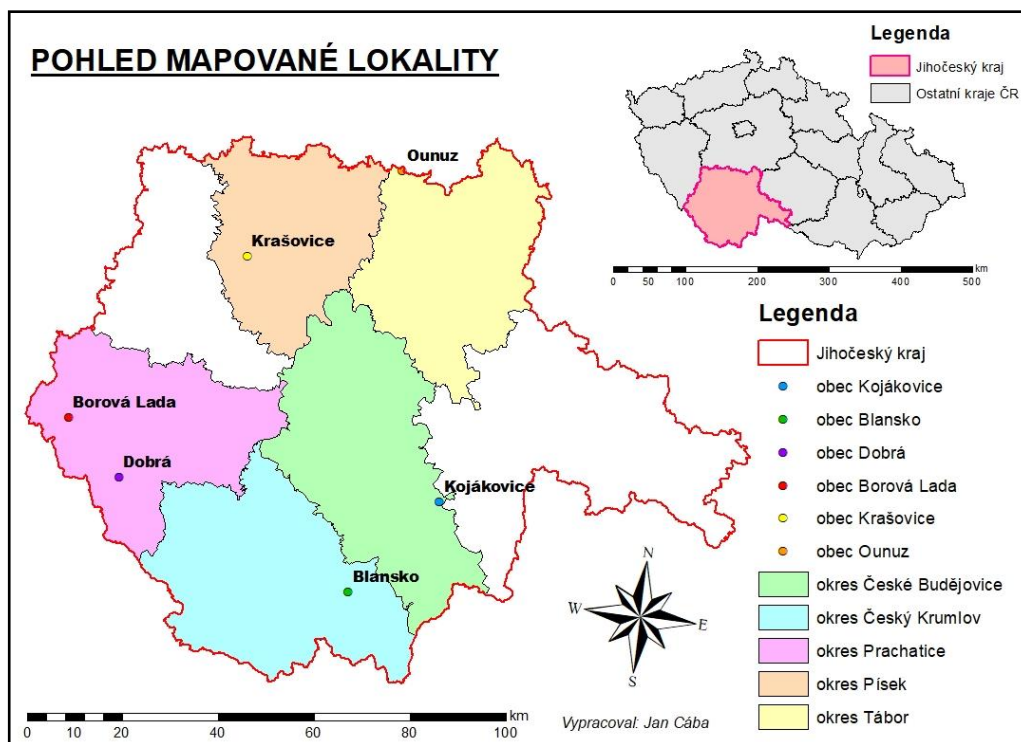 POHLED MAPOVANÉ LOKALITY
Legenda
Jihočeský kraj
Ostatní kraje ČR
km
0 50 100 200 300 400 500
Ounuz
Krašovice
Borová Lada
Dobrá
Kojákovice
Blansko
Legenda
Jihočeský kraj
obec Kojákovice
obec Blansko
obec Dobrá
obec Borová Lada
obec Krašovice
obec Ounuz
okres České Budějovice
okres Český Krumlov
okres Prachatice
okres Písek
okres Tábor
N
W E
S
km
0 10 20 40 60 80 100
Vypracoval: Jan Cába